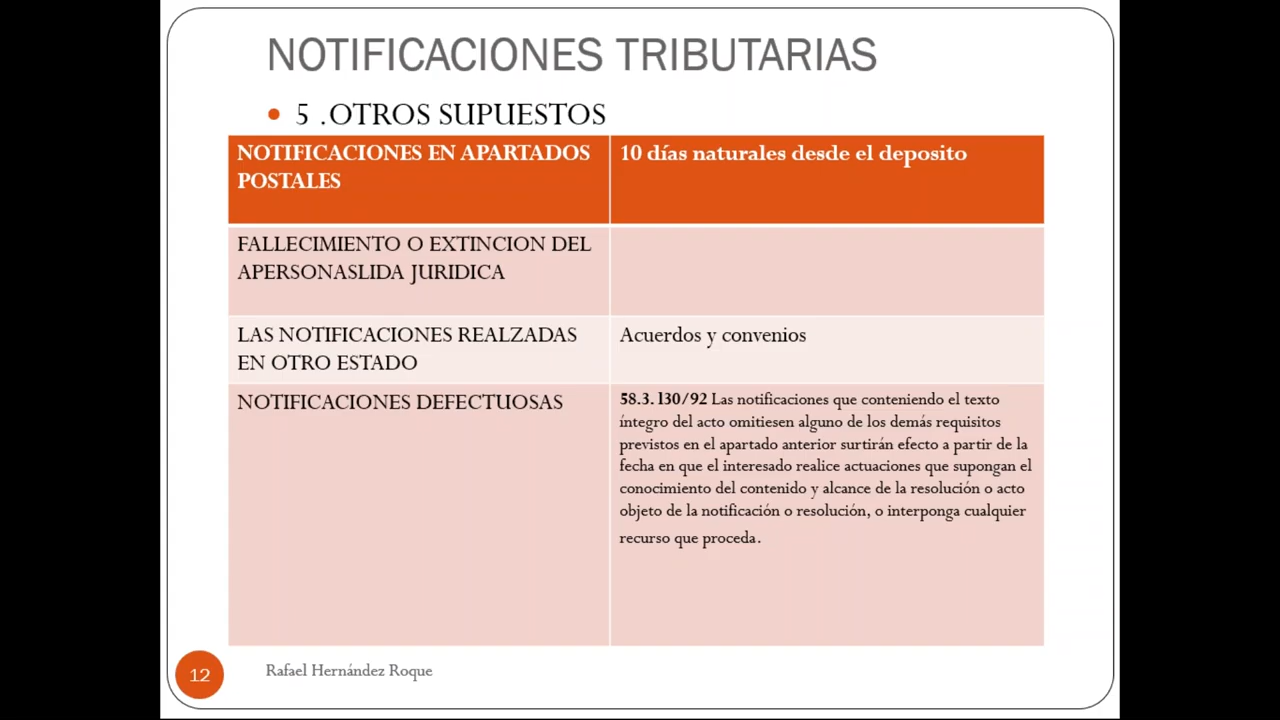 NOTIFICACIONES TRIBUTARIAS
5 .OTROS SUPUESTOS
NOTIFICACIONES EN APARTADOS
POSTALES
10 días naturales desde el deposito
FALLECIMIENTO O EXTINCION DEL
APERSONASLIDA JURIDICA
LAS NOTIFICACIONES REALZADAS
EN OTRO ESTADO
Acuerdos y convenios
NOTIFICACIONES DEFECTUOSAS
58.3. l30/92 Las notificaciones que conteniendo el texto
íntegro del acto omitiesen alguno de los demás requisitos
previstos en el apartado anterior surtirán efecto a partir de la
fecha en que el interesado realice actuaciones que supongan el
conocimiento del contenido y alcance de la resolución o acto
objeto de la notificación o resolución, o interponga cualquier
recurso que proceda.
12
Rafael Hernández Roque